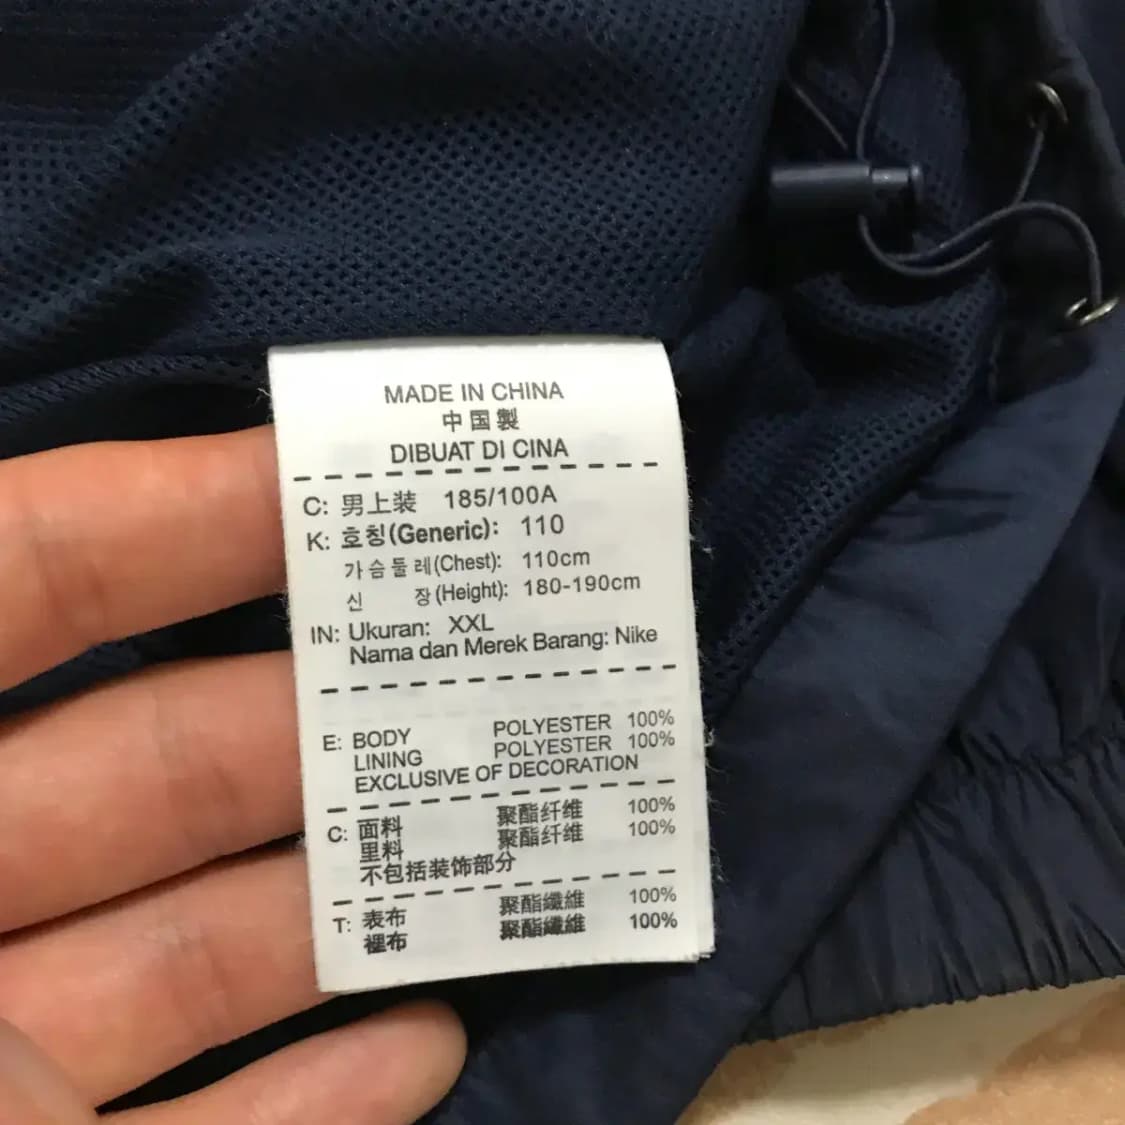 MADE IN CHINA
中国製
DIBUAT DI CINA
C: 男上装 185/100A
K: 호칭(Generic): 110
가슴둘레(Chest): 110cm
신 장(Height): 180-190cm
IN: Ukuran: XXL
Nama dan Merek Barang: Nike
E: BODY POLYESTER 100%
LINING POLYESTER 100%
EXCLUSIVE OF DECORATION
C: 面料 聚酯纤维 100%
里料 聚酯纤维 100%
不包括装饰部分
T: 表布 聚酯纖維 100%
裡布 聚酯纖維 100%